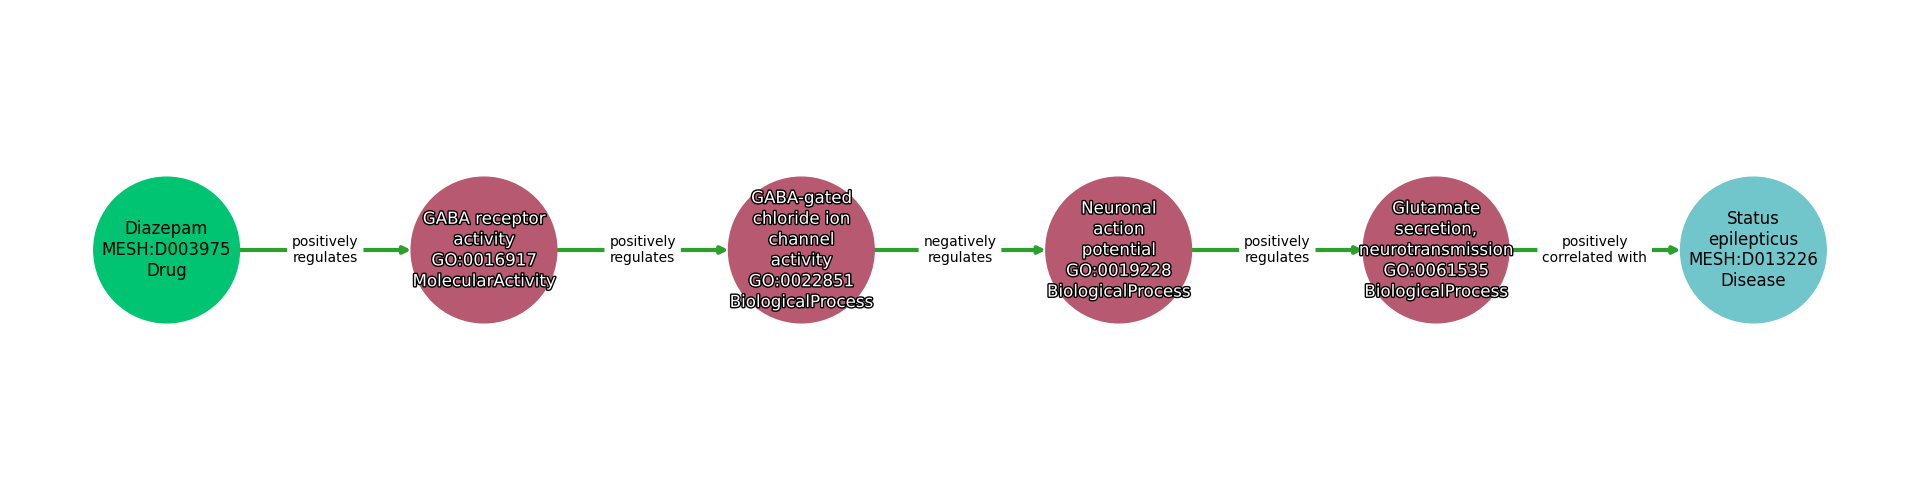 Diazepam
MESH:D003975
Drug
positively
regulates
GABA receptor
activity
GO:0016917
MolecularActivity
positively
regulates
GABA-gated
chloride ion
channel
activity
GO:0022851
BiologicalProcess
negatively
regulates
Neuronal
action
potential
GO:0019228
BiologicalProcess
positively
regulates
Glutamate
secretion,
neurotransmission
GO:0061535
BiologicalProcess
positively
correlated with
Status
epilepticus
MESH:D013226
Disease